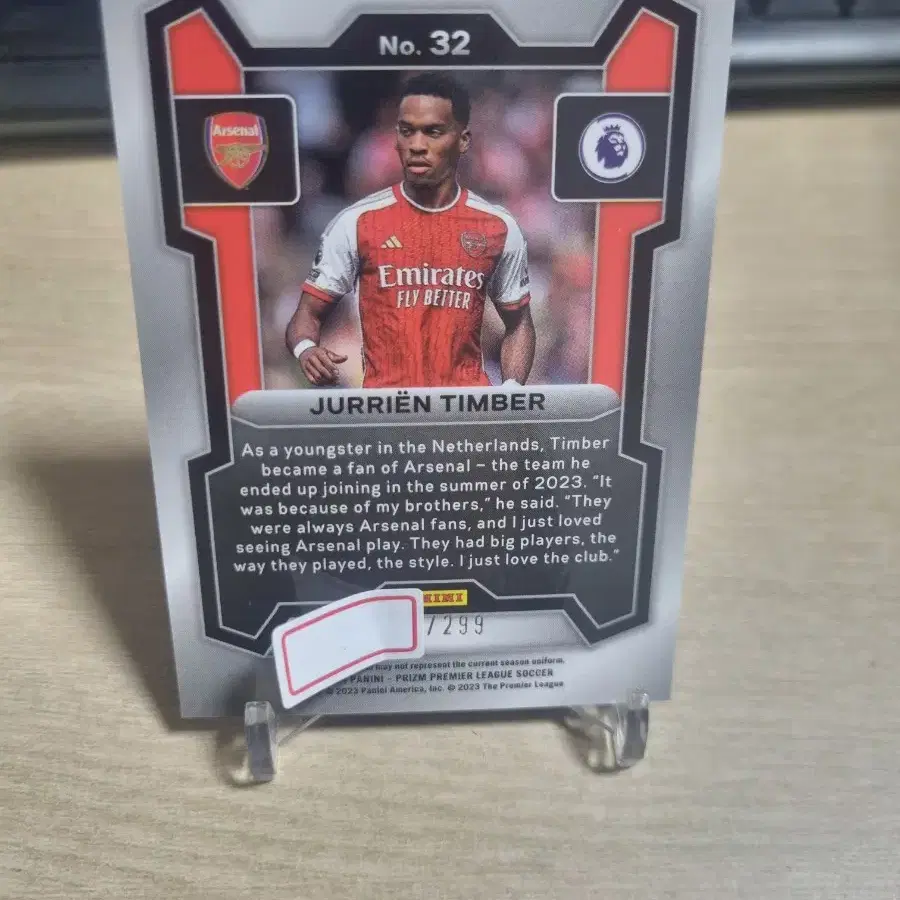 No. 32
Arsenal
Emirates
FLY BETTER
JURRIËN TIMBER
As a youngster in the Netherlands, Timber
became a fan of Arsenal – the team he
ended up joining in the summer of 2023. "It
was because of my brothers," he said. "They
were always Arsenal fans, and I just loved
seeing Arsenal play. They had big players, the
way they played, the style. I just love the club."
/299
may not represent the current season uniform.
PANINI - PRIZM PREMIER LEAGUE SOCCER
© 2023 Panini America, Inc. © 2023 The Premier League